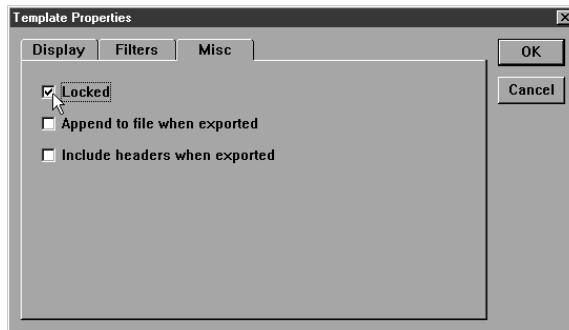 Template Properties
Display Filters Misc
OK
Locked
Cancel
Append to file when exported
Include headers when exported